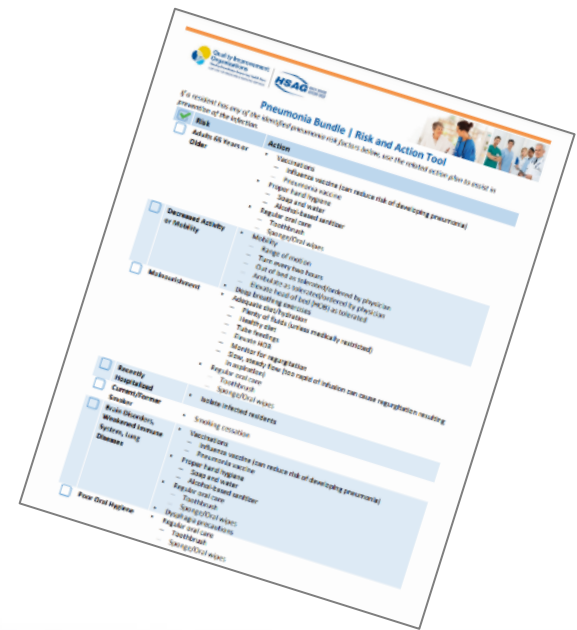 Quality Improvement
Organizations
HSAG
Pneumonia Bundle | Risk and Action Tool
If a resident has any of the identified pneumonia risk factors below, use the related action plan to assist in
prevention of the infection.
Risk
Action
Adults 65 Years or
Older
• Vaccinations
– Influenza vaccine (can reduce risk of developing pneumonia)
– Pneumonia vaccine
• Proper hand hygiene
– Soap and water
– Alcohol-based sanitizer
• Regular oral care
– Toothbrush
– Sponge/Oral wipes
Decreased Activity
or Mobility
• Mobility
– Range of motion
– Turn every two hours
– Out of bed as tolerated/ordered by physician
– Ambulate as tolerated/ordered by physician
– Elevate head of bed (HOB) as tolerated
• Deep breathing exercises
Malnourishment
• Adequate diet/hydration
– Plenty of fluids (unless medically restricted)
– Healthy diet
• Tube feedings
– Elevate HOB
– Monitor for regurgitation
– Slow, steady flow (too rapid of infusion can cause regurgitation resulting
in aspiration)
• Regular oral care
– Toothbrush
– Sponge/Oral wipes
Recently
Hospitalized
• Isolate infected residents
Current/Former
Smoker
• Smoking cessation
Brain Disorders,
Weakened Immune
System, Lung
Diseases
• Vaccinations
– Influenza vaccine (can reduce risk of developing pneumonia)
– Pneumonia vaccine
• Proper hand hygiene
– Soap and water
– Alcohol-based sanitizer
• Regular oral care
– Toothbrush
– Sponge/Oral wipes
• Dysphagia precautions
Poor Oral Hygiene
• Regular oral care
– Toothbrush
– Sponge/Oral wipes